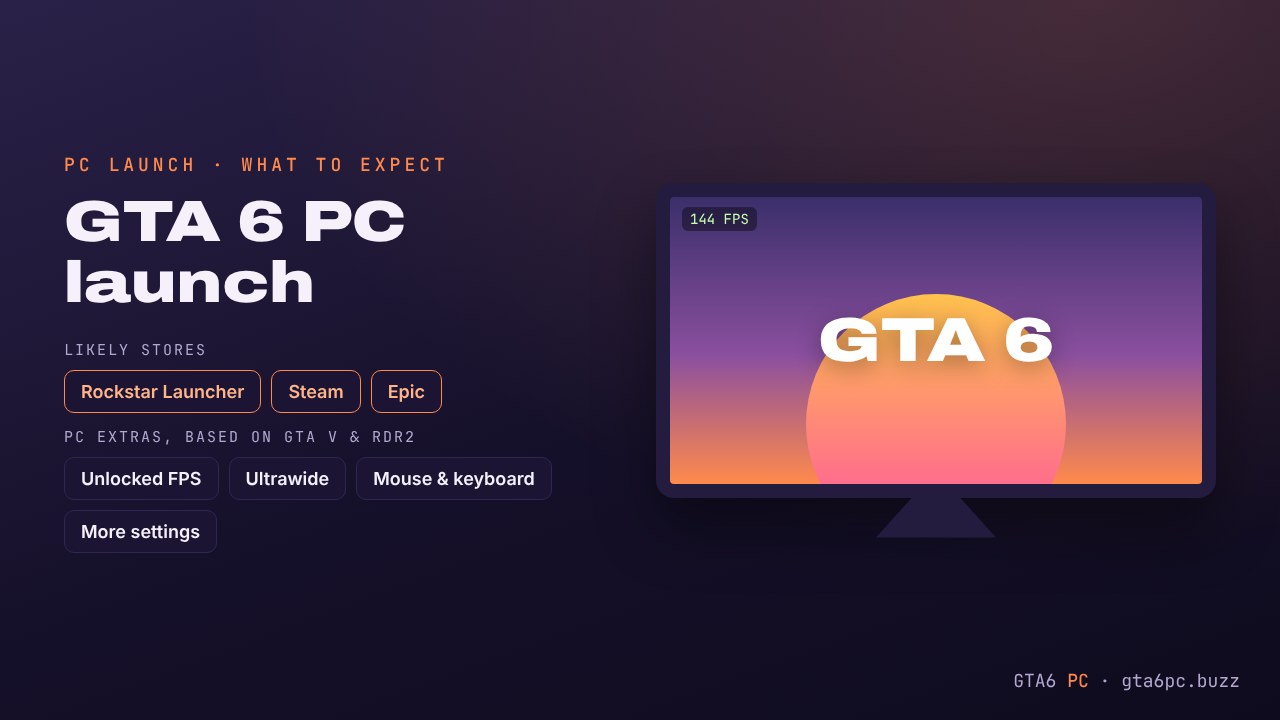 PC LAUNCH · WHAT TO EXPECT
GTA 6 PC
launch
LIKELY STORES
Rockstar Launcher Steam Epic
PC EXTRAS, BASED ON GTA V & RDR2
Unlocked FPS Ultrawide Mouse & keyboard
More settings
144 FPS
GTA 6
GTA6 PC · gta6pc.buzz